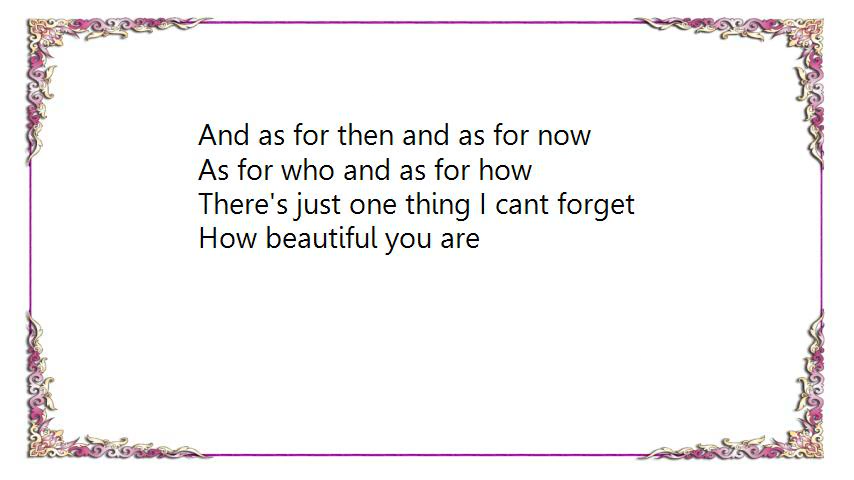 And as for then and as for now
As for who and as for how
There's just one thing I cant forget
How beautiful you are